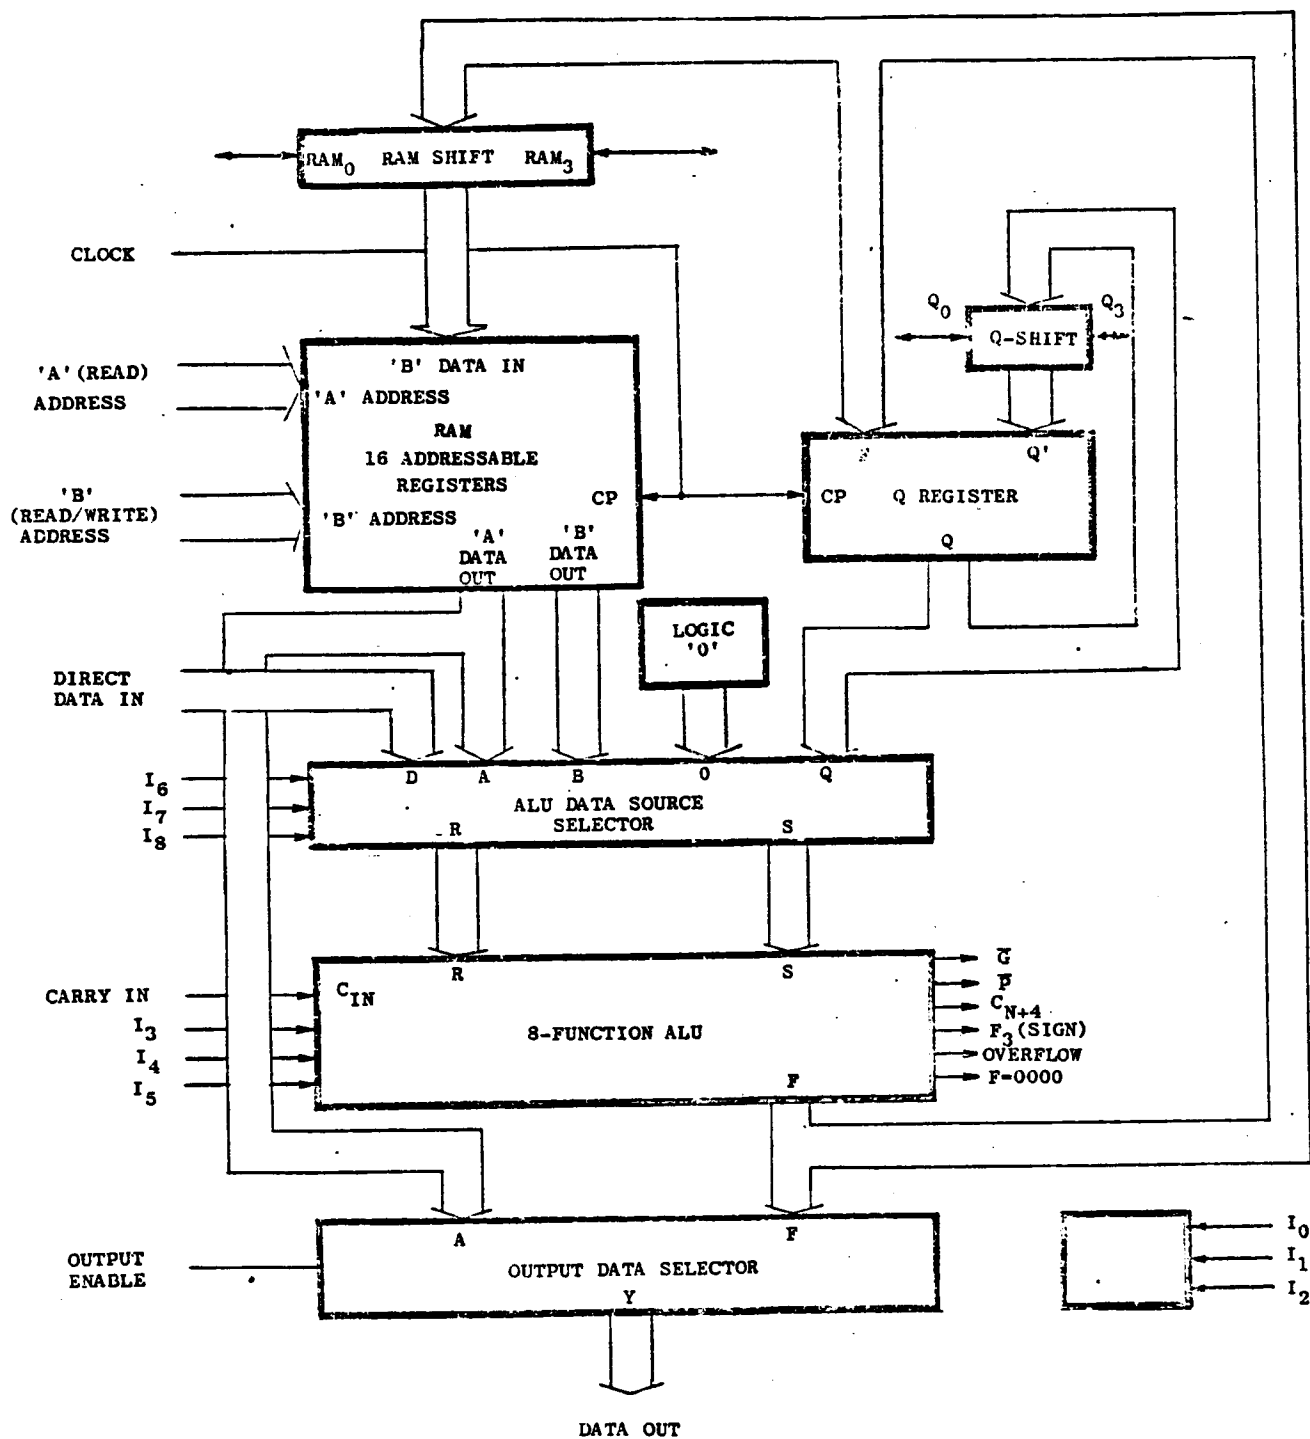 RAM0 RAM SHIFT RAM3
CLOCK
Q0 Q3
Q-SHIFT
'A' (READ)
ADDRESS
'B' DATA IN
'A' ADDRESS
RAM
16 ADDRESSABLE
REGISTERS
CP
'B' ADDRESS
'A'
DATA
OUT
'B'
DATA
OUT
'B'
(READ/WRITE)
ADDRESS
Q'
CP Q REGISTER
Q
LOGIC
'0'
DIRECT
DATA IN
I6
I7
I8
D A B 0 Q
ALU DATA SOURCE
SELECTOR
R S
CARRY IN
I3
I4
I5
R S
CIN
8-FUNCTION ALU
F
G̅
P̅
CN+4
F3 (SIGN)
OVERFLOW
F=0000
OUTPUT
ENABLE
A F
OUTPUT DATA SELECTOR
Y
I0
I1
I2
DATA OUT